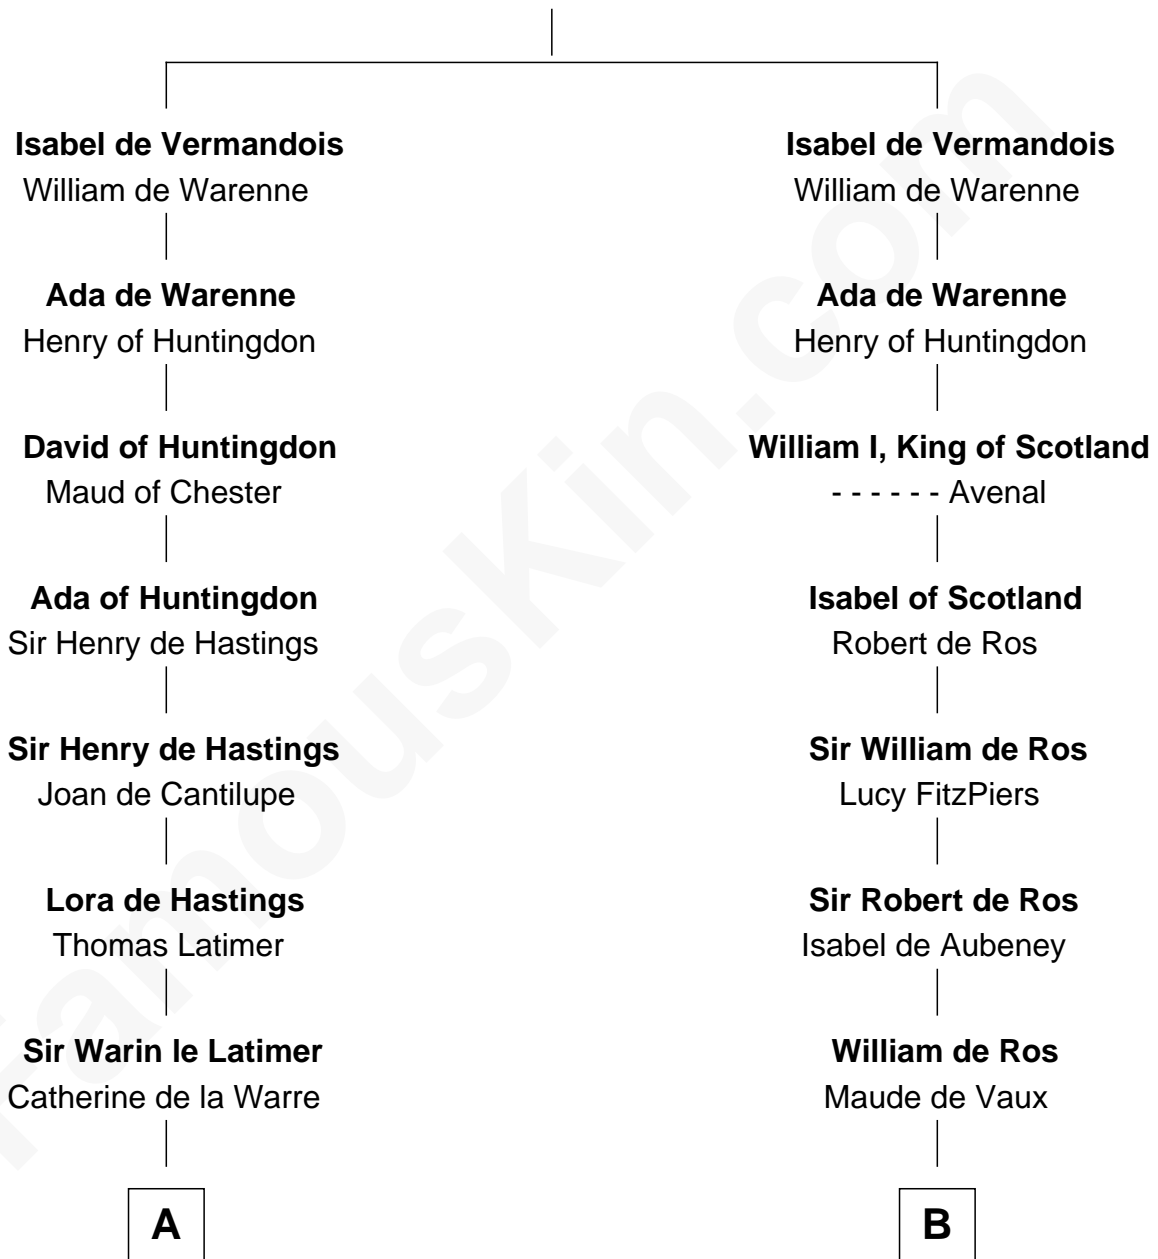 Isabel de Vermandois
William de Warenne
Ada de Warenne
Henry of Huntingdon
David of Huntingdon
Maud of Chester
Ada of Huntingdon
Sir Henry de Hastings
Sir Henry de Hastings
Joan de Cantilupe
Lora de Hastings
Thomas Latimer
Sir Warin le Latimer
Catherine de la Warre
A
Isabel de Vermandois
William de Warenne
Ada de Warenne
Henry of Huntingdon
William I, King of Scotland
- - - - - - Avenal
Isabel of Scotland
Robert de Ros
Sir William de Ros
Lucy FitzPiers
Sir Robert de Ros
Isabel de Aubeney
William de Ros
Maude de Vaux
B
FamousKin.com